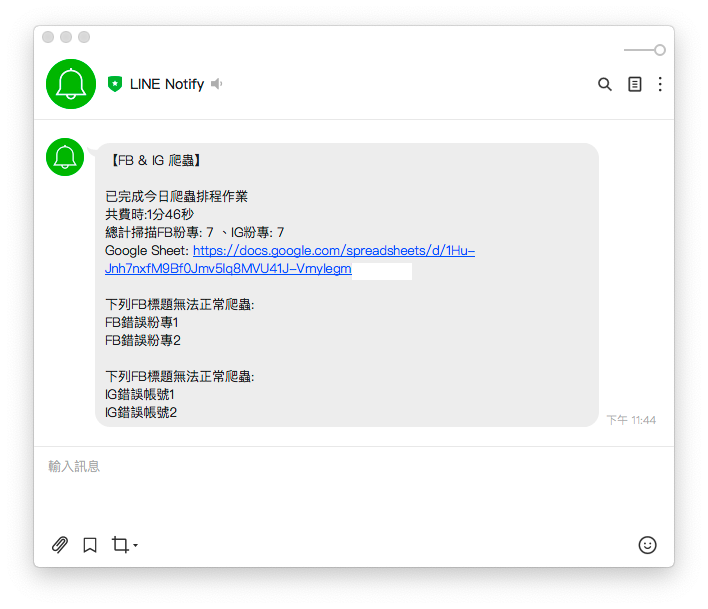 LINE Notify
【FB & IG 爬蟲】
已完成今日爬蟲排程作業
共費時:1分46秒
總計掃描FB粉專: 7 、IG粉專: 7
Google Sheet: https://docs.google.com/spreadsheets/d/1Hu-
Jnh7nxfM9Bf0Jmv5Iq8MVU41J-Vrnylegm
下列FB標題無法正常爬蟲:
FB錯誤粉專1
FB錯誤粉專2
下列FB標題無法正常爬蟲:
IG錯誤帳號1
IG錯誤帳號2
下午 11:44
輸入訊息